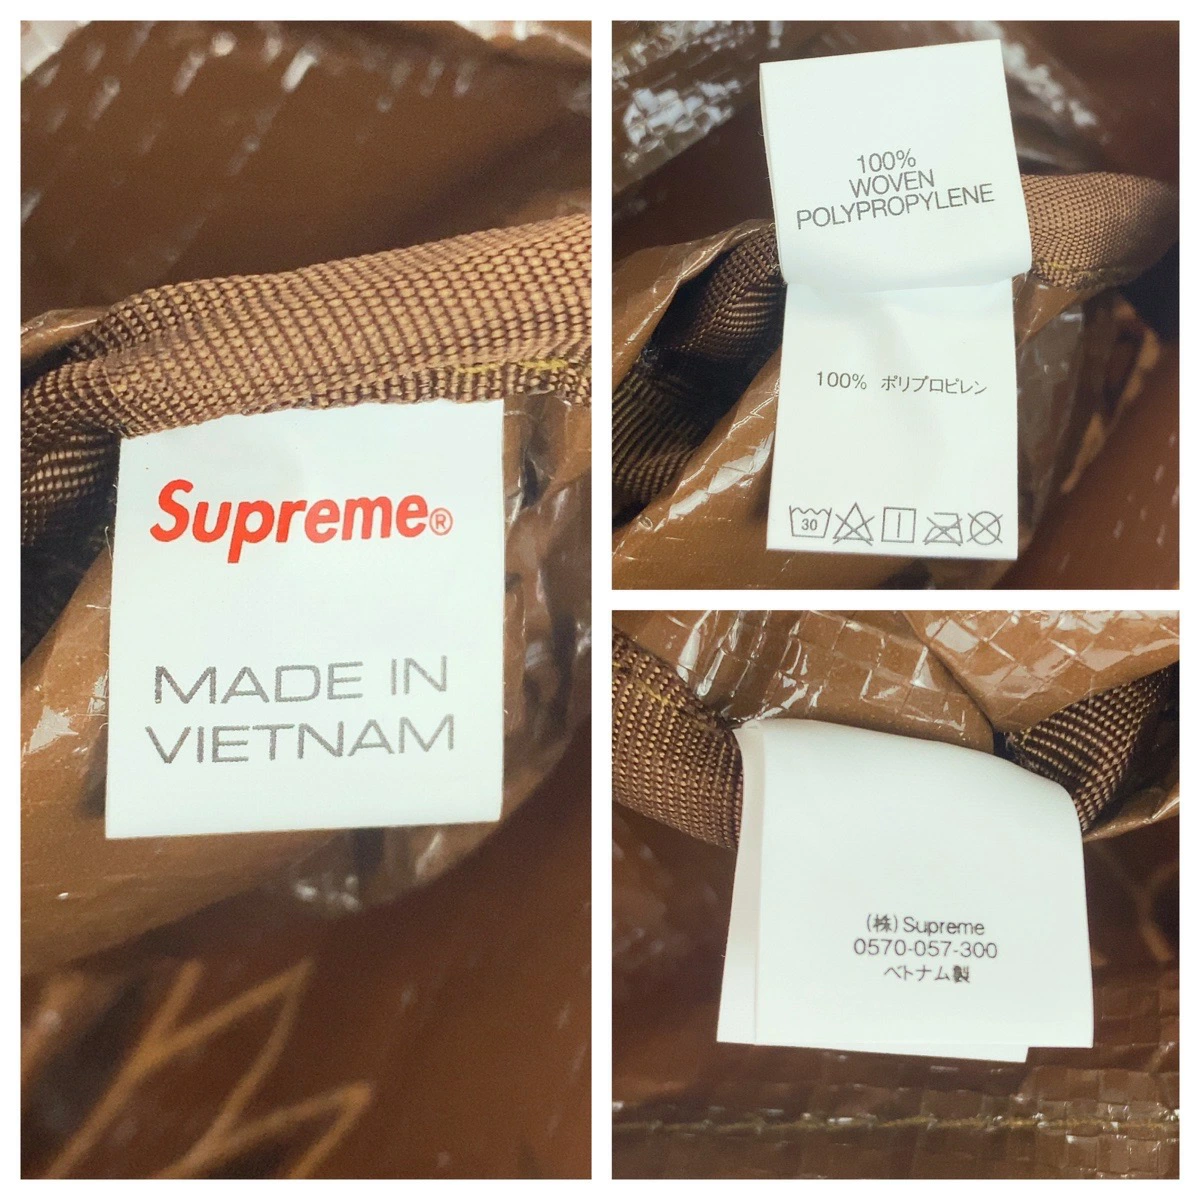 Supreme®
MADE IN
VIETNAM
100%
WOVEN
POLYPROPYLENE
100% ポリプロピレン
30
(株)Supreme
0570-057-300
ベトナム製